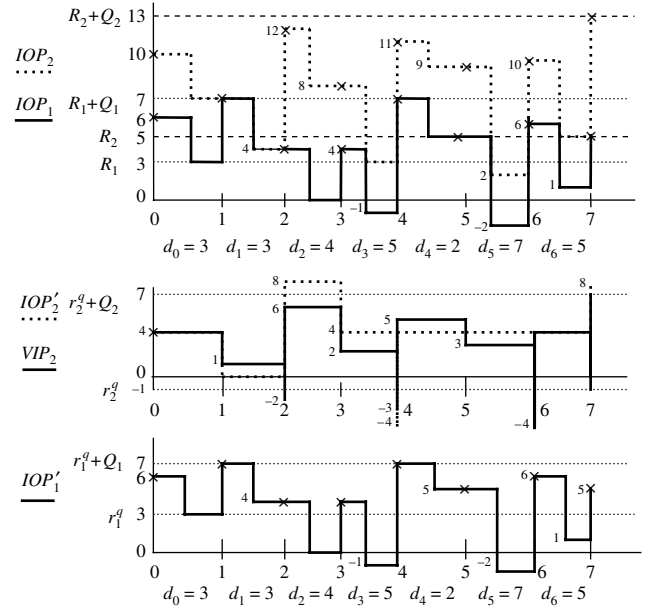 R₂+Q₂ 13
12
IOP₂ 10
11
10
9
8
IOP₁ R₁+Q₁ 7
6
6
R₂ 5
4
4
R₁ 3
2
1
0
−1
−2
0 1 2 3 4 5 6 7
d₀ = 3 d₁ = 3 d₂ = 4 d₃ = 5 d₄ = 2 d₅ = 7 d₆ = 5
8
8
IOP₂′ r₂^q+Q₂ 7
6
5
4
4
VIP₂
3
2
1
0
r₂^q −1
−2
−3
−4
−4
1 2 3 4 5 6 7
r₁^q+Q₁ 7
IOP₁′ 6
6
5
5
4
r₁^q 3
1
0
−1
−2
0 1 2 3 4 5 6 7
d₀ = 3 d₁ = 3 d₂ = 4 d₃ = 5 d₄ = 2 d₅ = 7 d₆ = 5